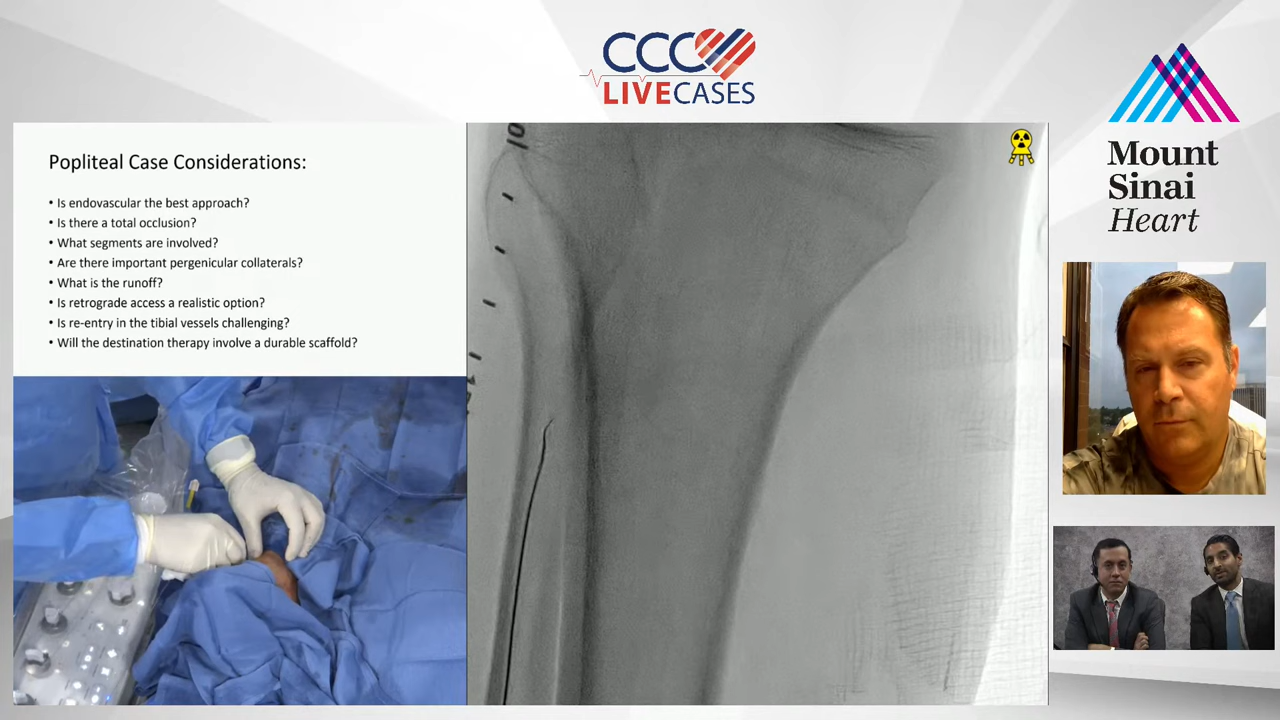 CCC
LIVECASES
Mount
Sinai
Heart
Popliteal Case Considerations:
• Is endovascular the best approach?
• Is there a total occlusion?
• What segments are involved?
• Are there important pergenicular collaterals?
• What is the runoff?
• Is retrograde access a realistic option?
• Is re-entry in the tibial vessels challenging?
• Will the destination therapy involve a durable scaffold?